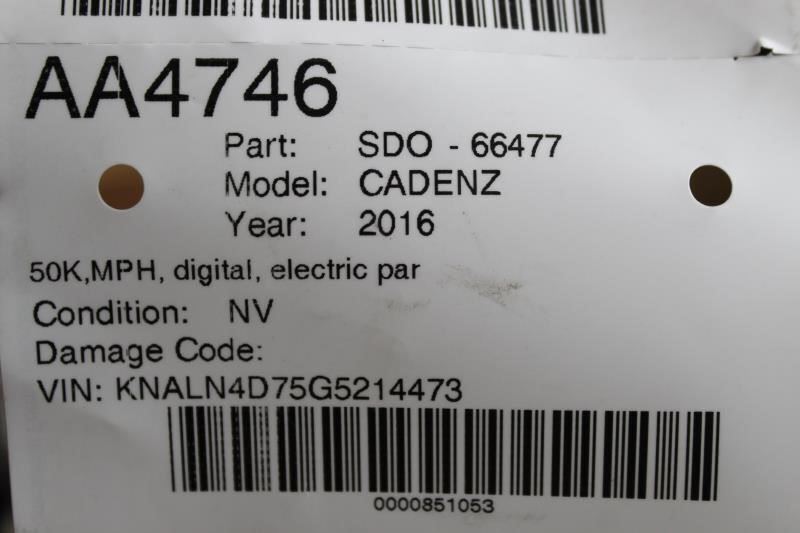 AA4746
Part: SDO - 66477
Model: CADENZ
Year: 2016
50K,MPH, digital, electric par
Condition: NV
Damage Code:
VIN: KNALN4D75G5214473
0000851053